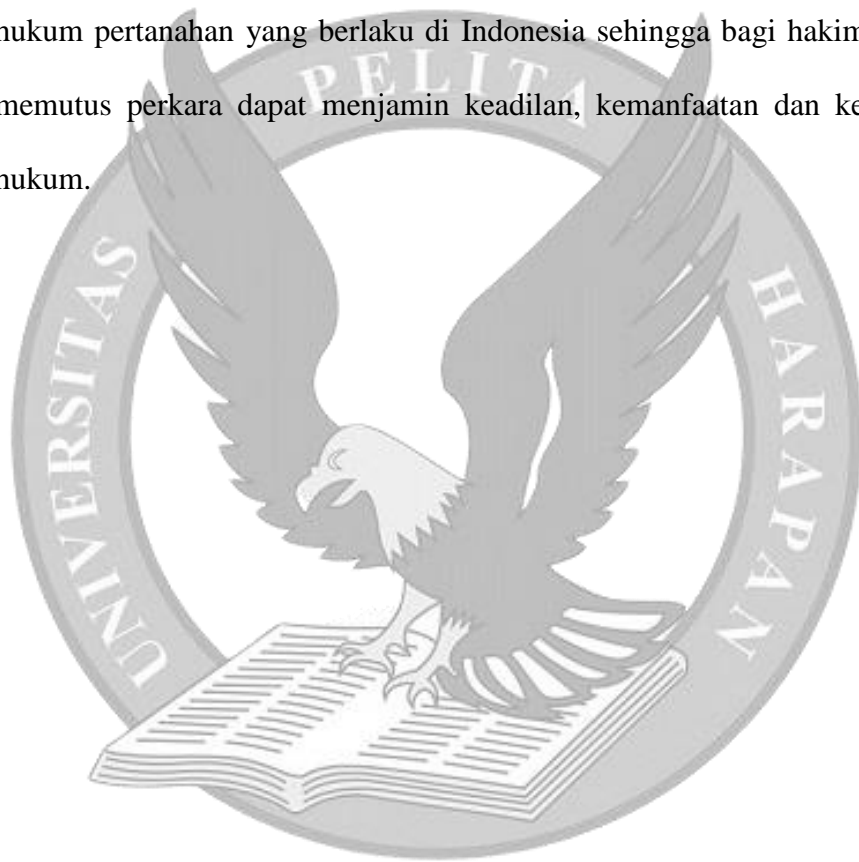 hukum pertanahan yang berlaku di Indonesia sehingga bagi hakim
memutus perkara dapat menjamin keadilan, kemanfaatan dan ke
hukum.
UNIVERSITAS PELITA HARAPAN